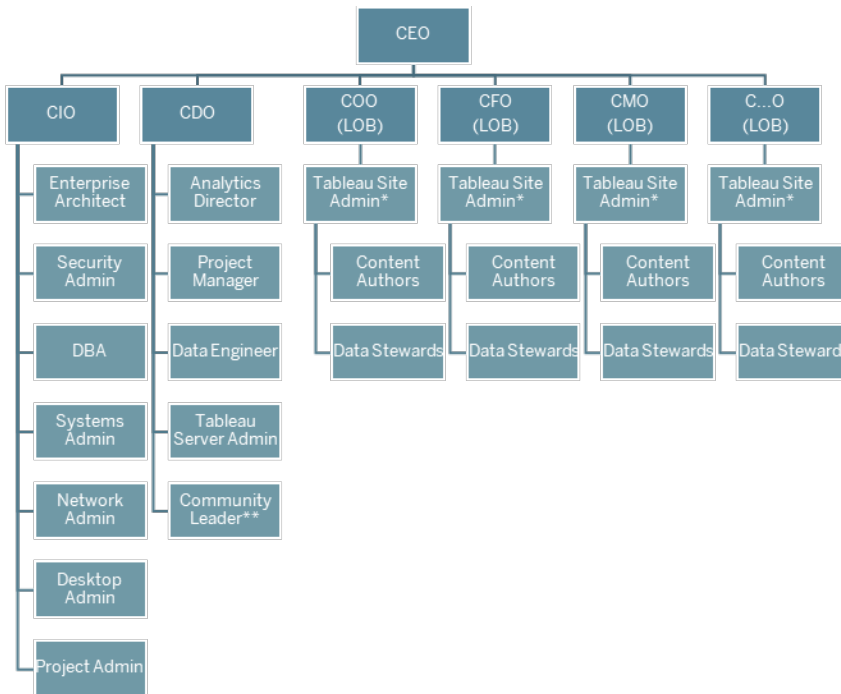 CEO
CIO
CDO
COO
(LOB)
CFO
(LOB)
CMO
(LOB)
C...O
(LOB)
Enterprise
Architect
Analytics
Director
Tableau Site
Admin*
Tableau Site
Admin*
Tableau Site
Admin*
Tableau Site
Admin*
Security
Admin
Project
Manager
Content
Authors
Content
Authors
Content
Authors
Content
Authors
DBA
Data Engineer
Data Stewards
Data Stewards
Data Stewards
Data Steward
Systems
Admin
Tableau
Server Admin
Network
Admin
Community
Leader**
Desktop
Admin
Project Admin